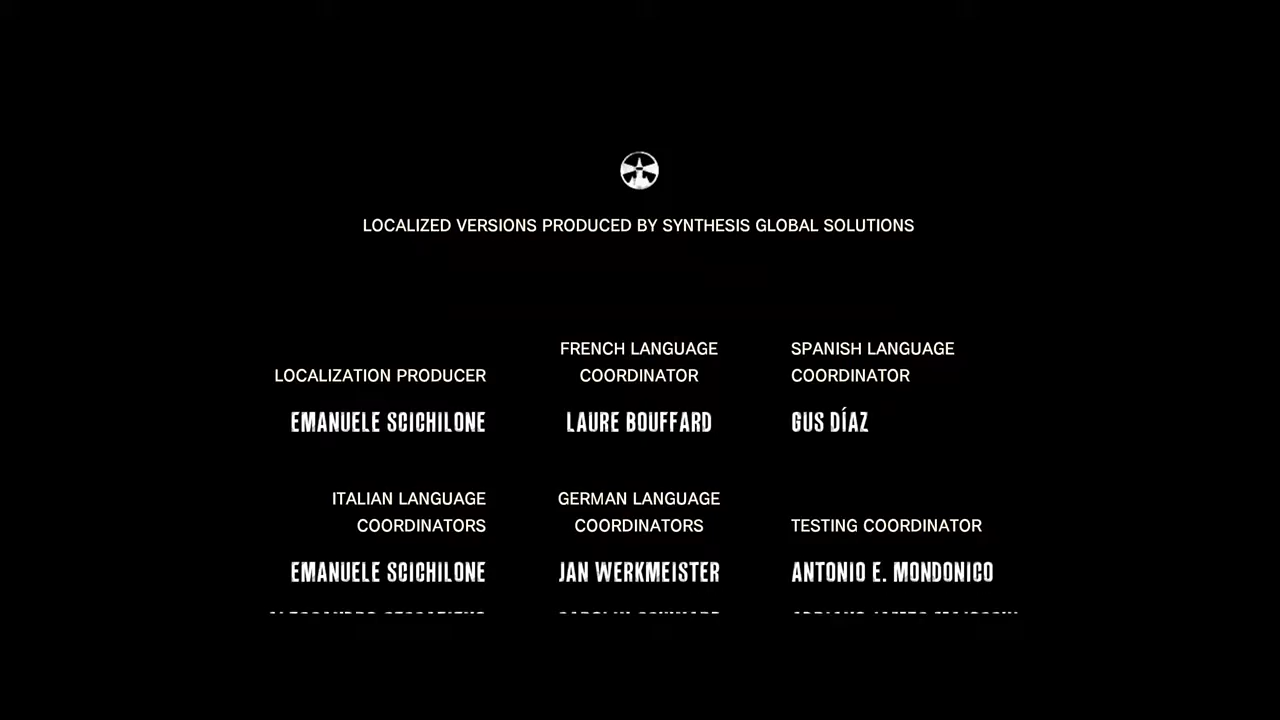 LOCALIZED VERSIONS PRODUCED BY SYNTHESIS GLOBAL SOLUTIONS
LOCALIZATION PRODUCER
EMANUELE SCICHILONE
FRENCH LANGUAGE
COORDINATOR
LAURE BOUFFARD
SPANISH LANGUAGE
COORDINATOR
GUS DÍAZ
ITALIAN LANGUAGE
COORDINATORS
EMANUELE SCICHILONE
GERMAN LANGUAGE
COORDINATORS
JAN WERKMEISTER
TESTING COORDINATOR
ANTONIO E. MONDONICO